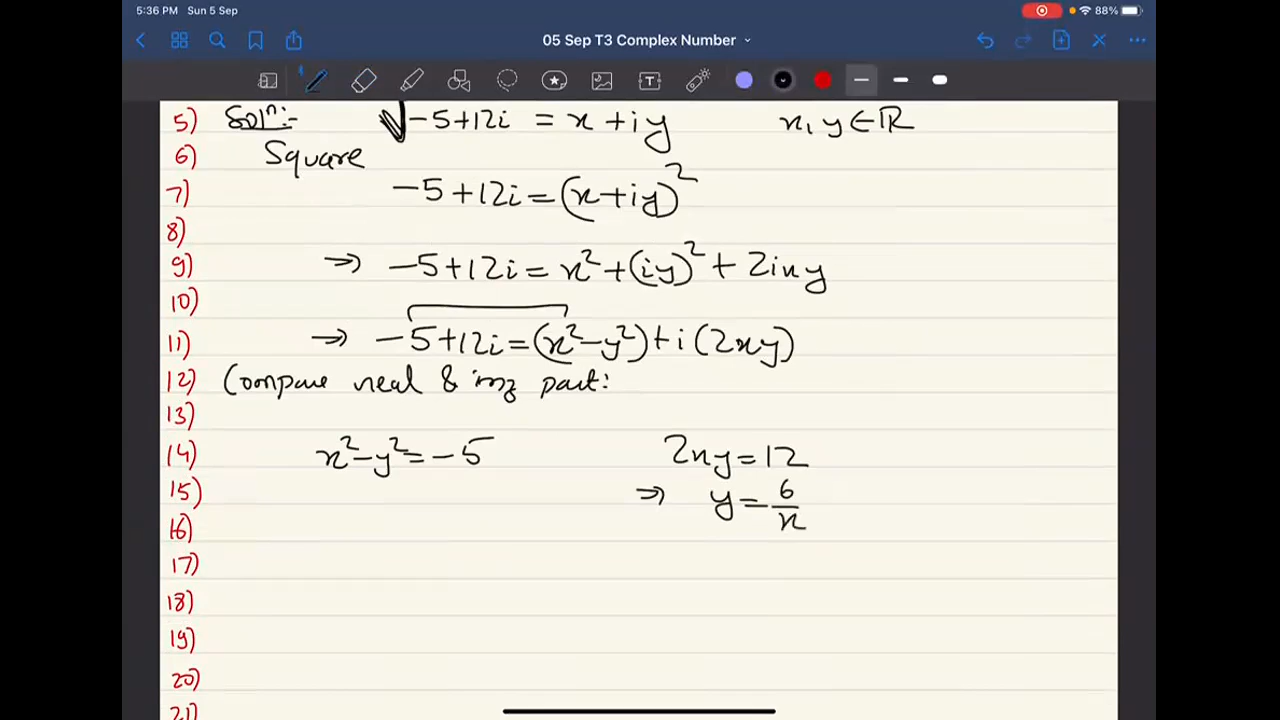 5:36 PM Sun 5 Sep 88%
05 Sep T3 Complex Number
5) Solⁿ:- √-5+12i = x+iy x, y ∈ ℝ
6) Square
7) -5+12i = (x+iy)²
8)
9) ⇒ -5+12i = x² + (iy)² + 2ixy
10)
11) ⇒ -5+12i = (x²-y²) + i(2xy)
12) Compare real & img part:
13)
14) x²-y² = -5 2xy = 12
15) ⇒ y = 6/x
16)
17)
18)
19)
20)
21)